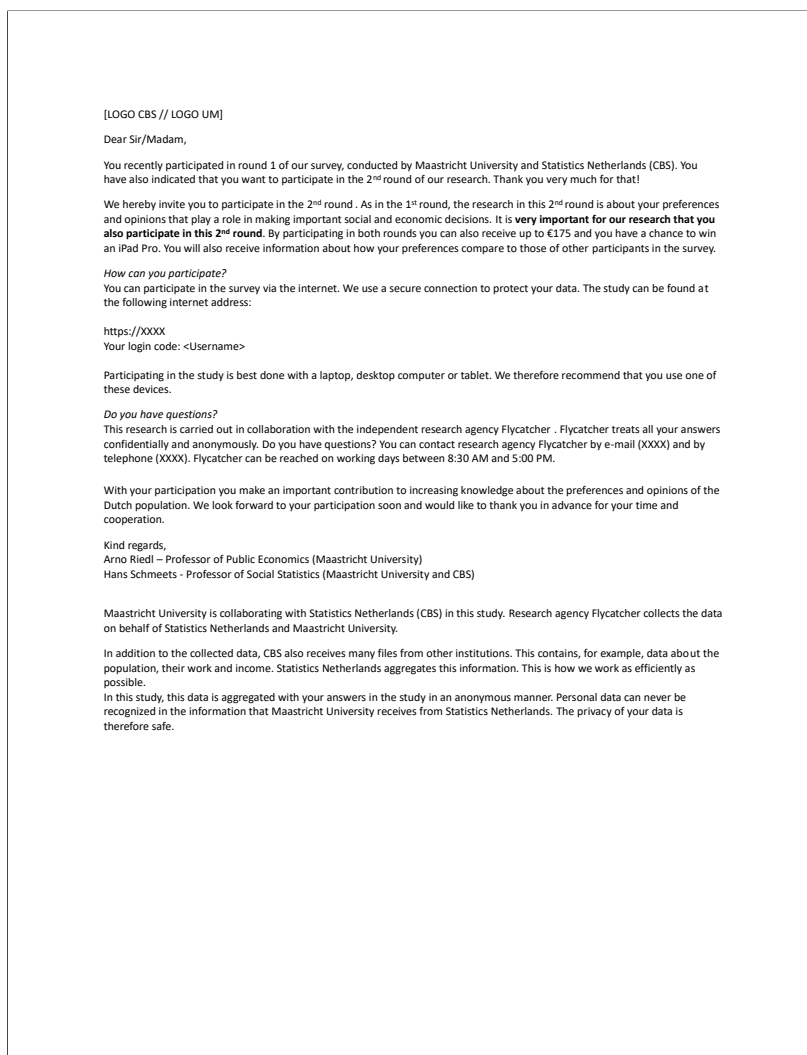 [LOGO CBS // LOGO UM]
Dear Sir/Madam,
You recently participated in round 1 of our survey, conducted by Maastricht University and Statistics Netherlands (CBS). You
have also indicated that you want to participate in the 2nd round of our research. Thank you very much for that!
We hereby invite you to participate in the 2nd round . As in the 1st round, the research in this 2nd round is about your preferences
and opinions that play a role in making important social and economic decisions. It is very important for our research that you
also participate in this 2nd round. By participating in both rounds you can also receive up to €175 and you have a chance to win
an iPad Pro. You will also receive information about how your preferences compare to those of other participants in the survey.
How can you participate?
You can participate in the survey via the internet. We use a secure connection to protect your data. The study can be found at
the following internet address:
https://XXXX
Your login code: <Username>
Participating in the study is best done with a laptop, desktop computer or tablet. We therefore recommend that you use one of
these devices.
Do you have questions?
This research is carried out in collaboration with the independent research agency Flycatcher . Flycatcher treats all your answers
confidentially and anonymously. Do you have questions? You can contact research agency Flycatcher by e-mail (XXXX) and by
telephone (XXXX). Flycatcher can be reached on working days between 8:30 AM and 5:00 PM.
With your participation you make an important contribution to increasing knowledge about the preferences and opinions of the
Dutch population. We look forward to your participation soon and would like to thank you in advance for your time and
cooperation.
Kind regards,
Arno Riedl – Professor of Public Economics (Maastricht University)
Hans Schmeets - Professor of Social Statistics (Maastricht University and CBS)
Maastricht University is collaborating with Statistics Netherlands (CBS) in this study. Research agency Flycatcher collects the data
on behalf of Statistics Netherlands and Maastricht University.
In addition to the collected data, CBS also receives many files from other institutions. This contains, for example, data about the
population, their work and income. Statistics Netherlands aggregates this information. This is how we work as efficiently as
possible.
In this study, this data is aggregated with your answers in the study in an anonymous manner. Personal data can never be
recognized in the information that Maastricht University receives from Statistics Netherlands. The privacy of your data is
therefore safe.